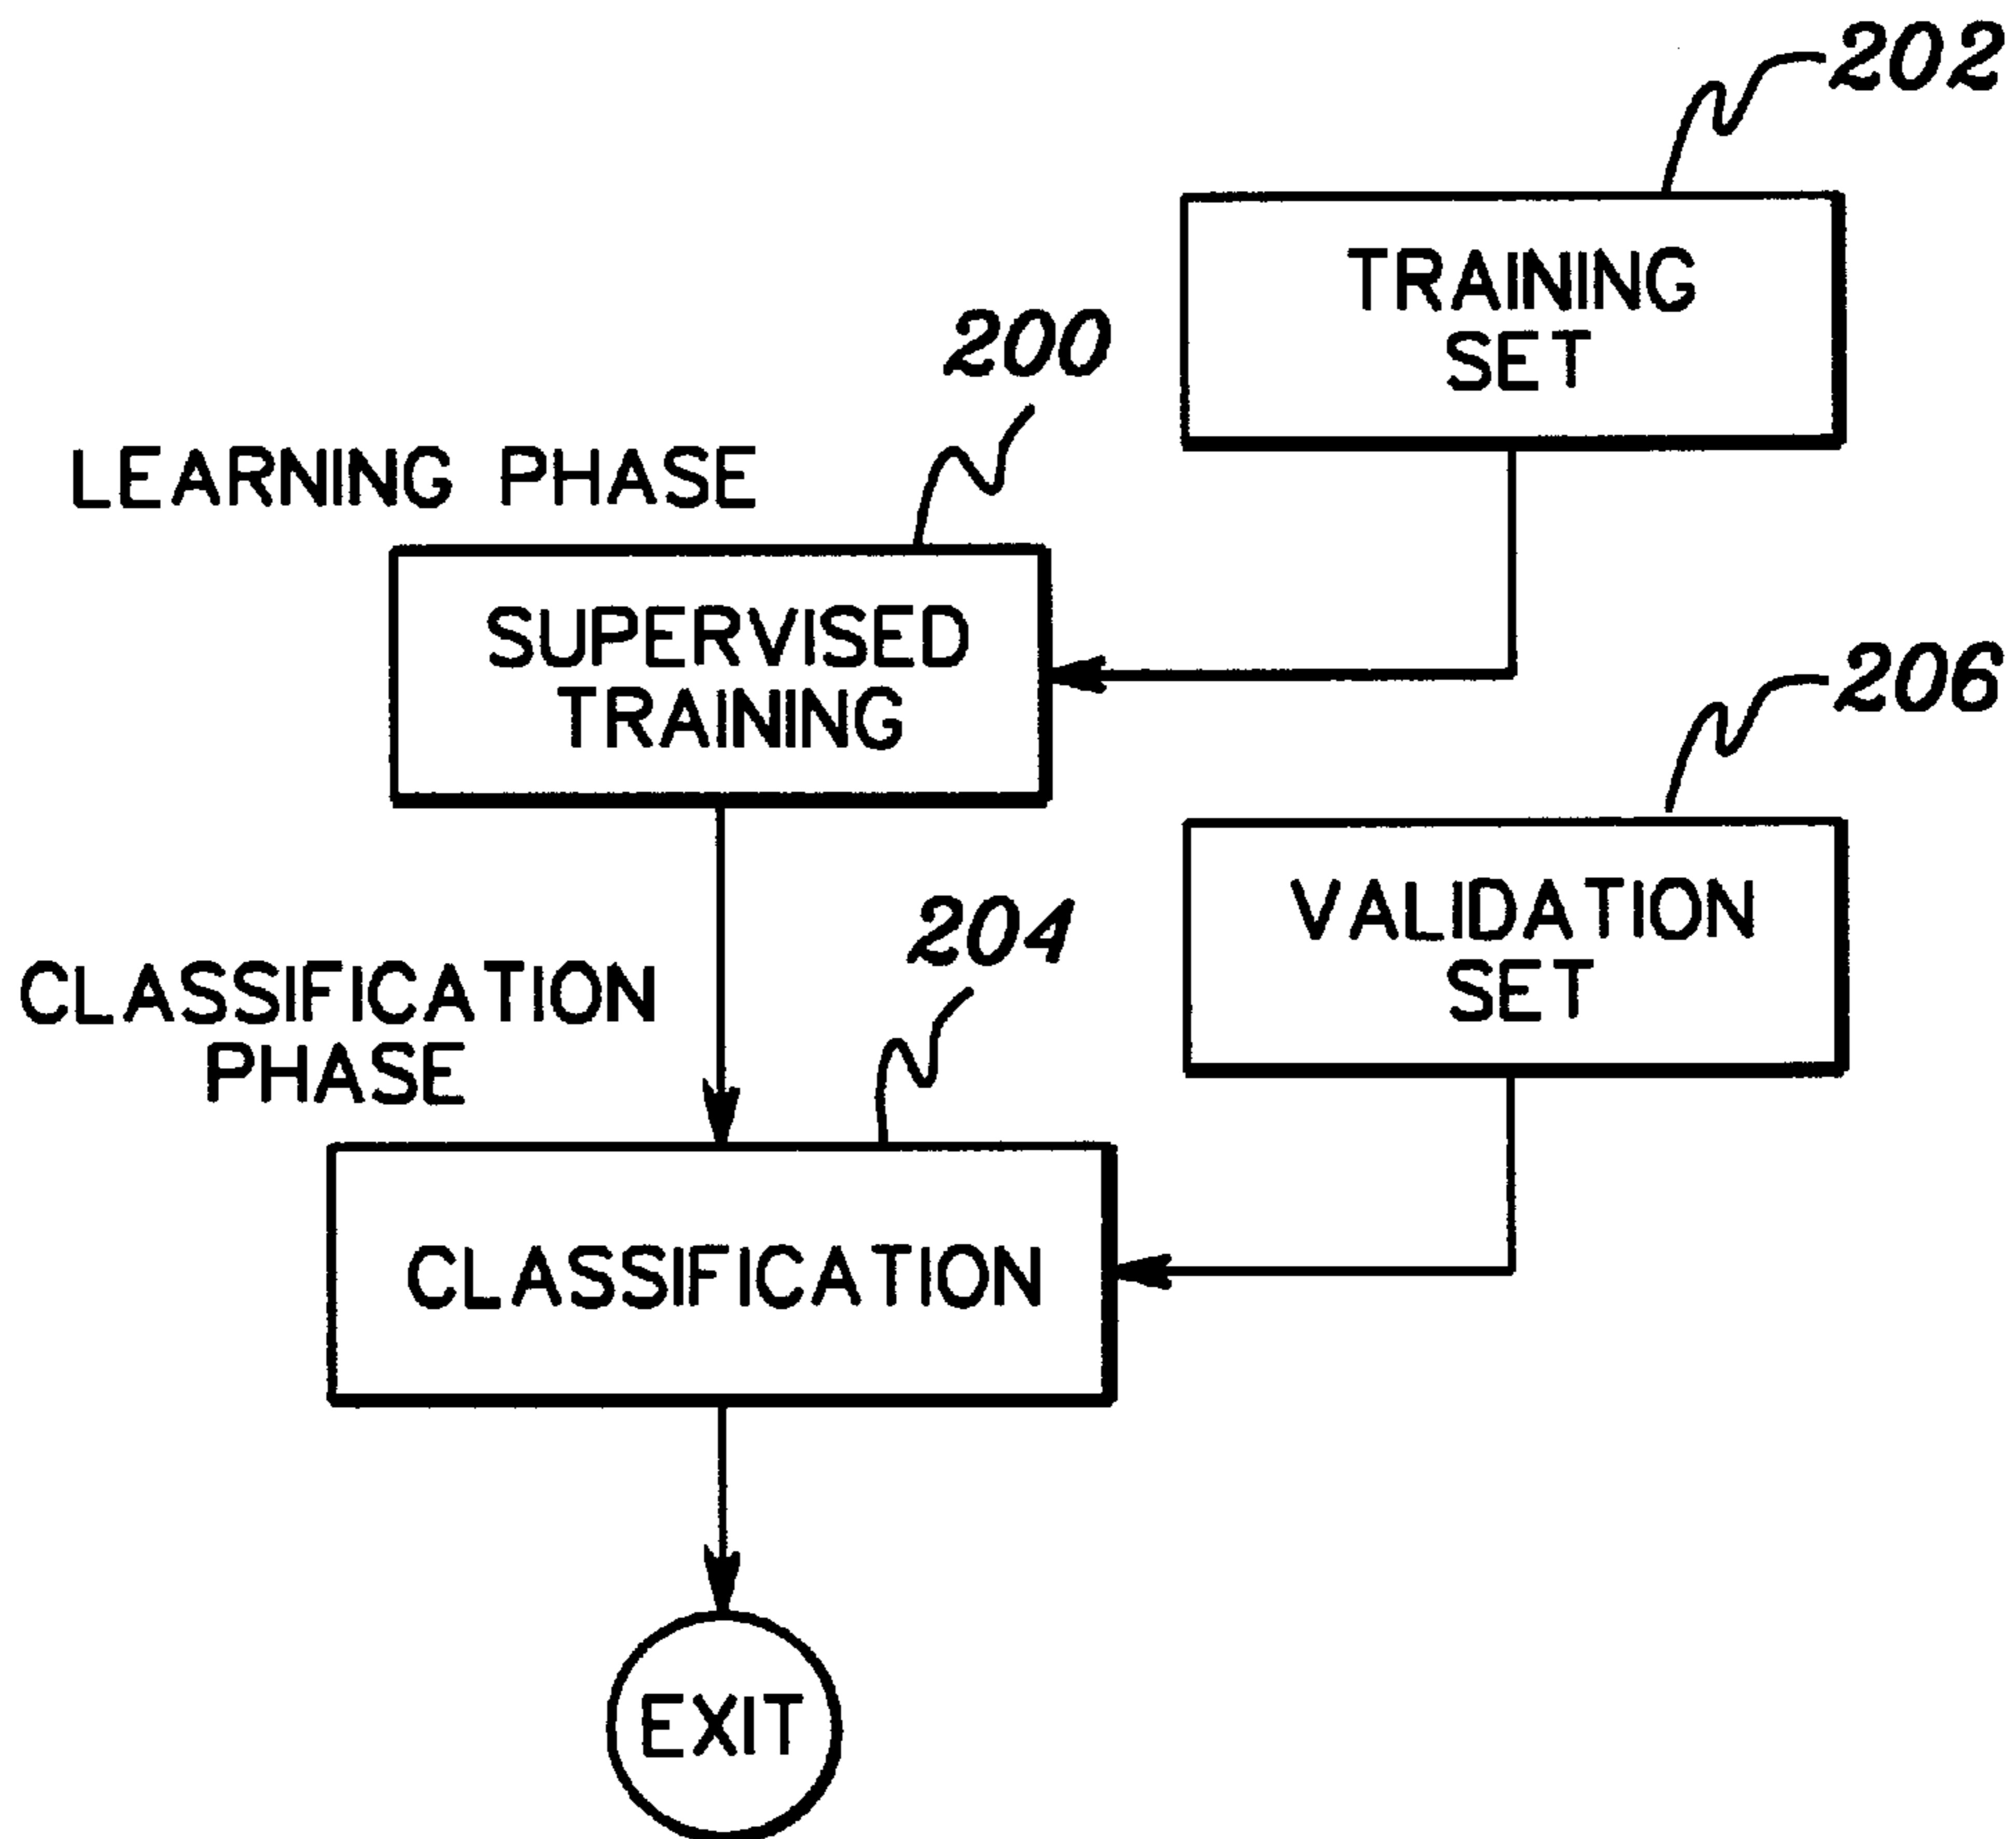 202
TRAINING
SET
200
LEARNING PHASE
SUPERVISED
TRAINING
206
VALIDATION
SET
204
CLASSIFICATION
PHASE
CLASSIFICATION
EXIT